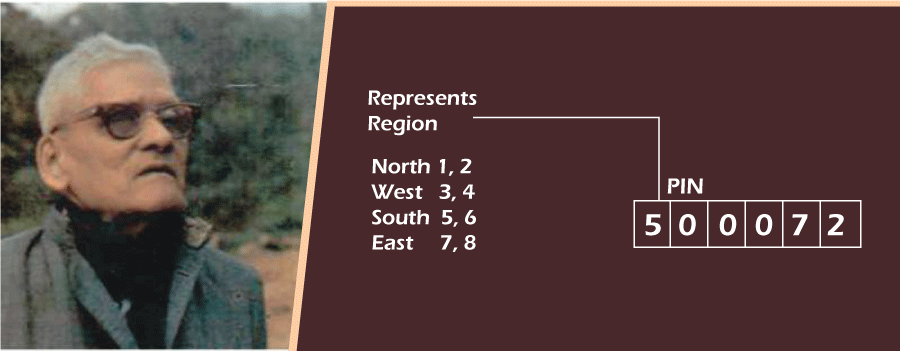 Represents
Region
North 1, 2
West 3, 4
South 5, 6
East 7, 8
PIN
5 0 0 0 7 2